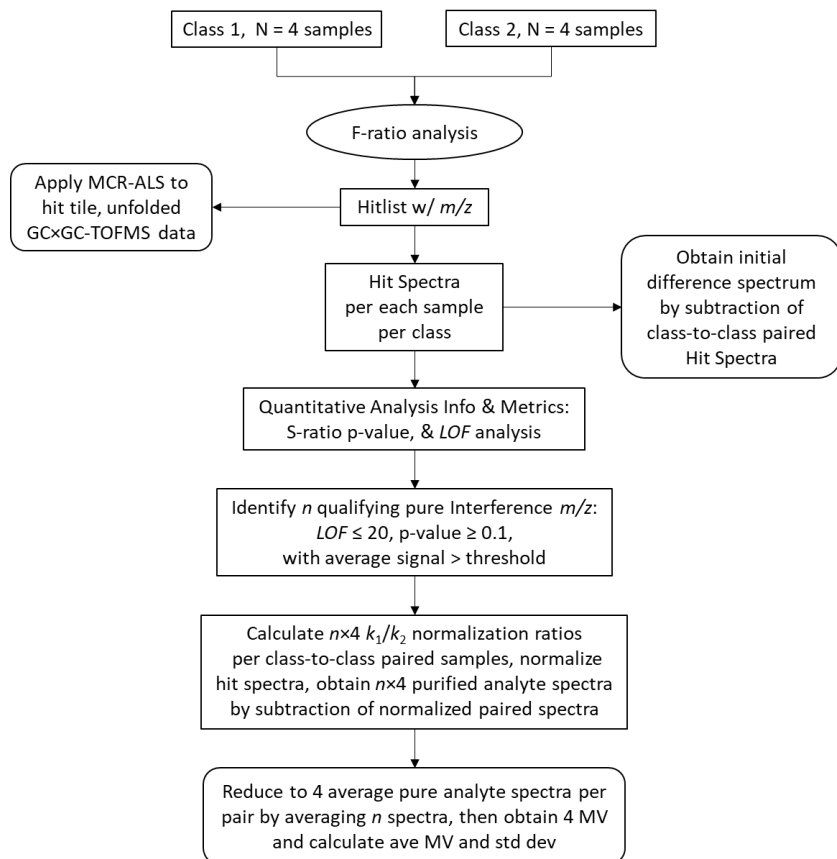 Class 1, N = 4 samples
Class 2, N = 4 samples
F-ratio analysis
Apply MCR-ALS to
hit tile, unfolded
GC×GC-TOFMS data
Hitlist w/ m/z
Hit Spectra
per each sample
per class
Obtain initial
difference spectrum
by subtraction of
class-to-class paired
Hit Spectra
Quantitative Analysis Info & Metrics:
S-ratio p-value, & LOF analysis
Identify n qualifying pure Interference m/z:
LOF ≤ 20, p-value ≥ 0.1,
with average signal > threshold
Calculate n×4 k₁/k₂ normalization ratios
per class-to-class paired samples, normalize
hit spectra, obtain n×4 purified analyte spectra
by subtraction of normalized paired spectra
Reduce to 4 average pure analyte spectra per
pair by averaging n spectra, then obtain 4 MV
and calculate ave MV and std dev